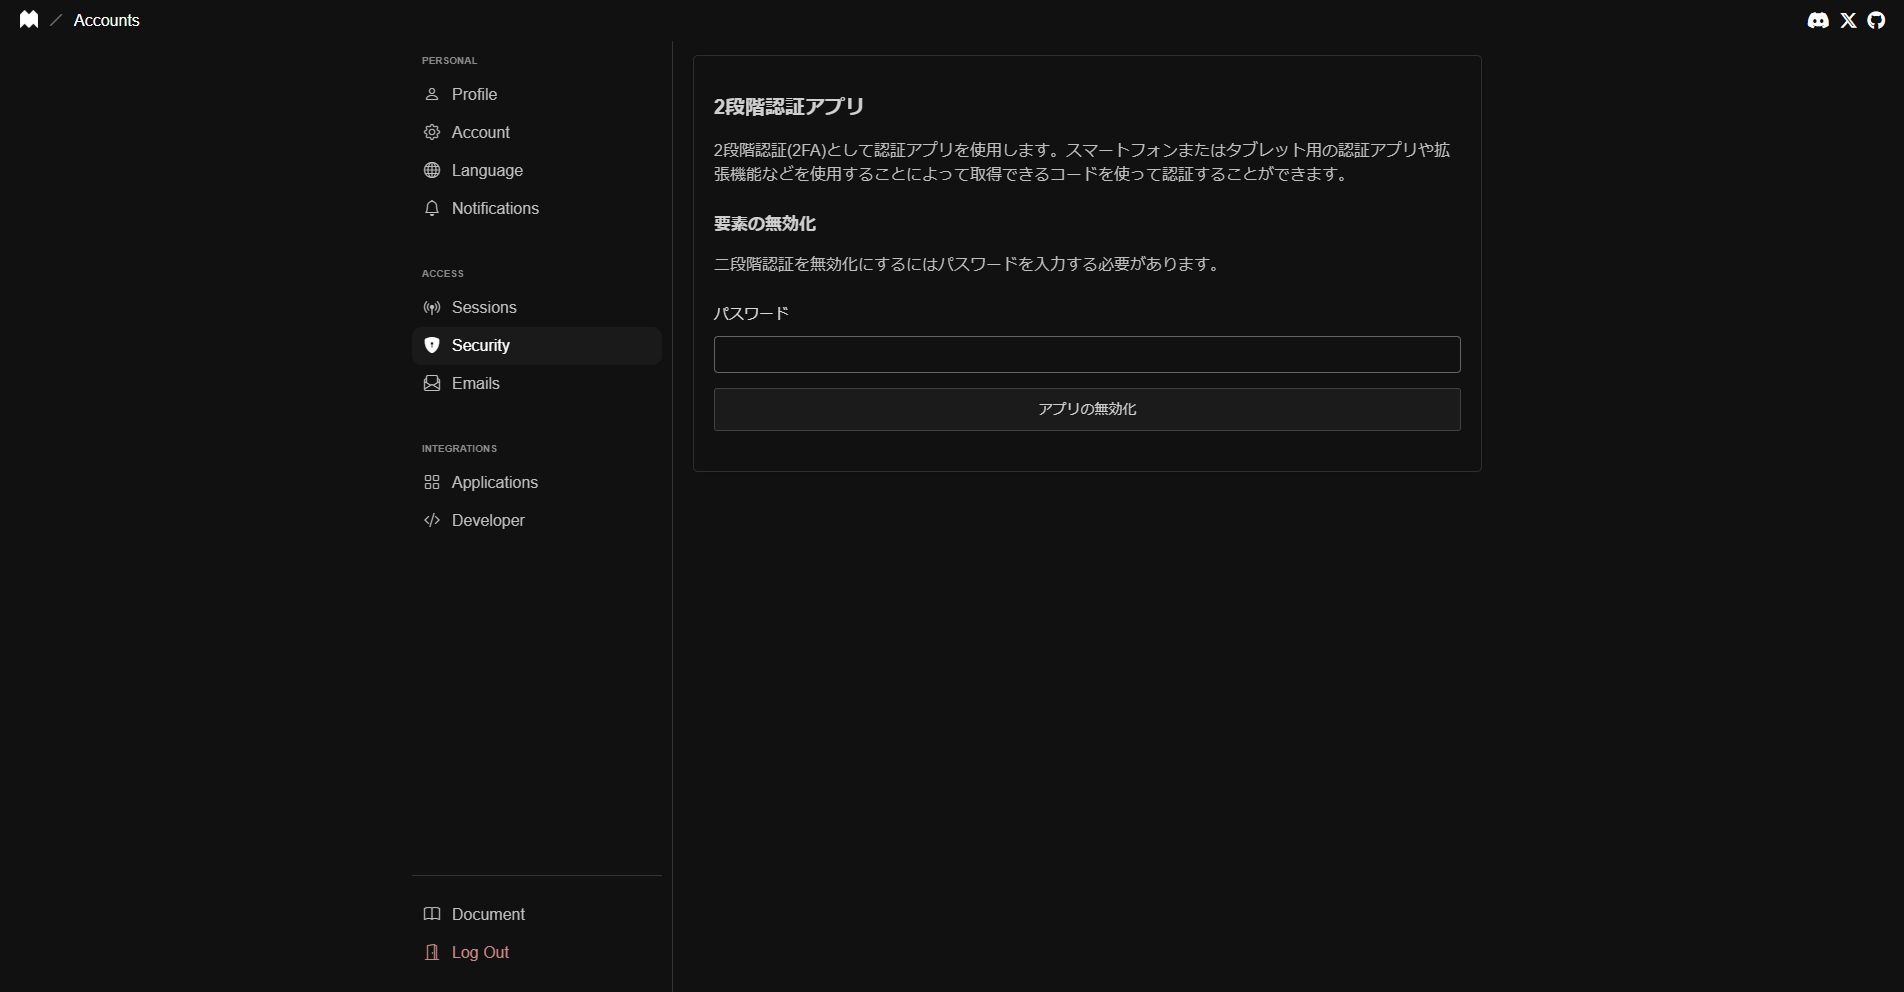 Accounts
PERSONAL
Profile
Account
Language
Notifications
ACCESS
Sessions
Security
Emails
INTEGRATIONS
Applications
Developer
Document
Log Out
2段階認証アプリ
2段階認証(2FA)として認証アプリを使用します。スマートフォンまたはタブレット用の認証アプリや拡
張機能などを使用することによって取得できるコードを使って認証することができます。
要素の無効化
二段階認証を無効化にするにはパスワードを入力する必要があります。
パスワード
アプリの無効化